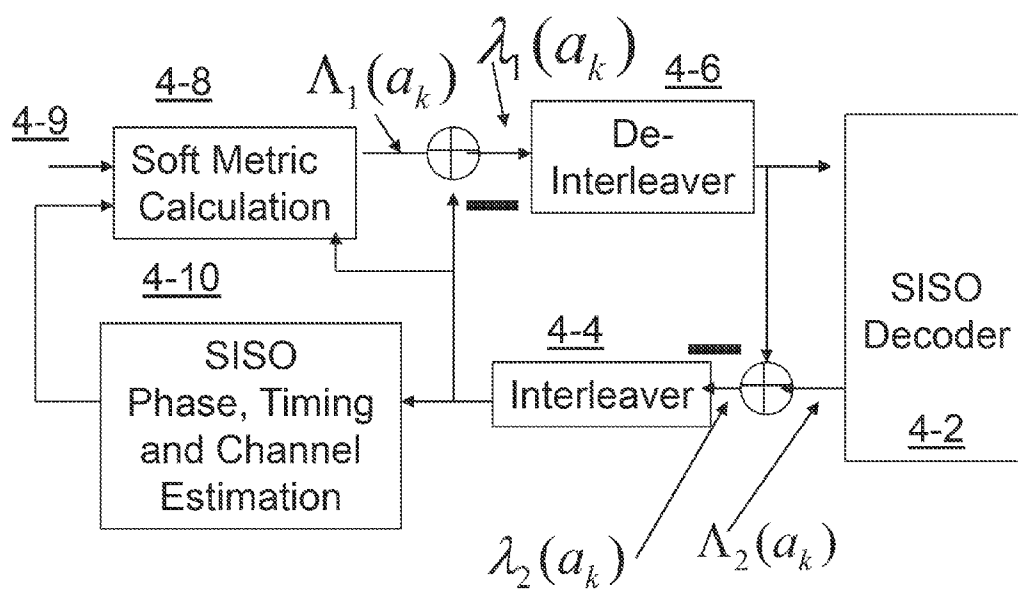 4-8
4-9
Λ₁(aₖ)
λ₁(aₖ)
4-6
Soft Metric
Calculation
De-
Interleaver
4-10
SISO
Phase, Timing
and Channel
Estimation
4-4
Interleaver
SISO
Decoder
4-2
λ₂(aₖ)
Λ₂(aₖ)